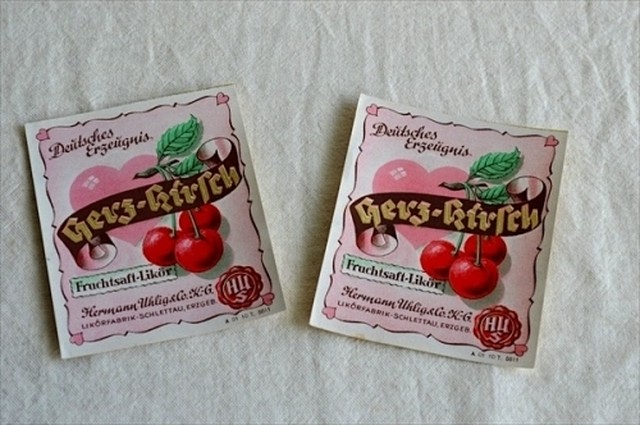 Deutsches
Erzeugnis.
Herz-Kirsch
Fruchtsaft-Likör
Hermann Uhlig & Co. K.-G.
LIKÖRFABRIK-SCHLETTAU, ERZGEB.
HU
S
Deutsches
Erzeugnis.
Herz-Kirsch
Fruchtsaft-Likör
Hermann Uhlig & Co. K.-G.
LIKÖRFABRIK-SCHLETTAU, ERZGEB.
HU
S